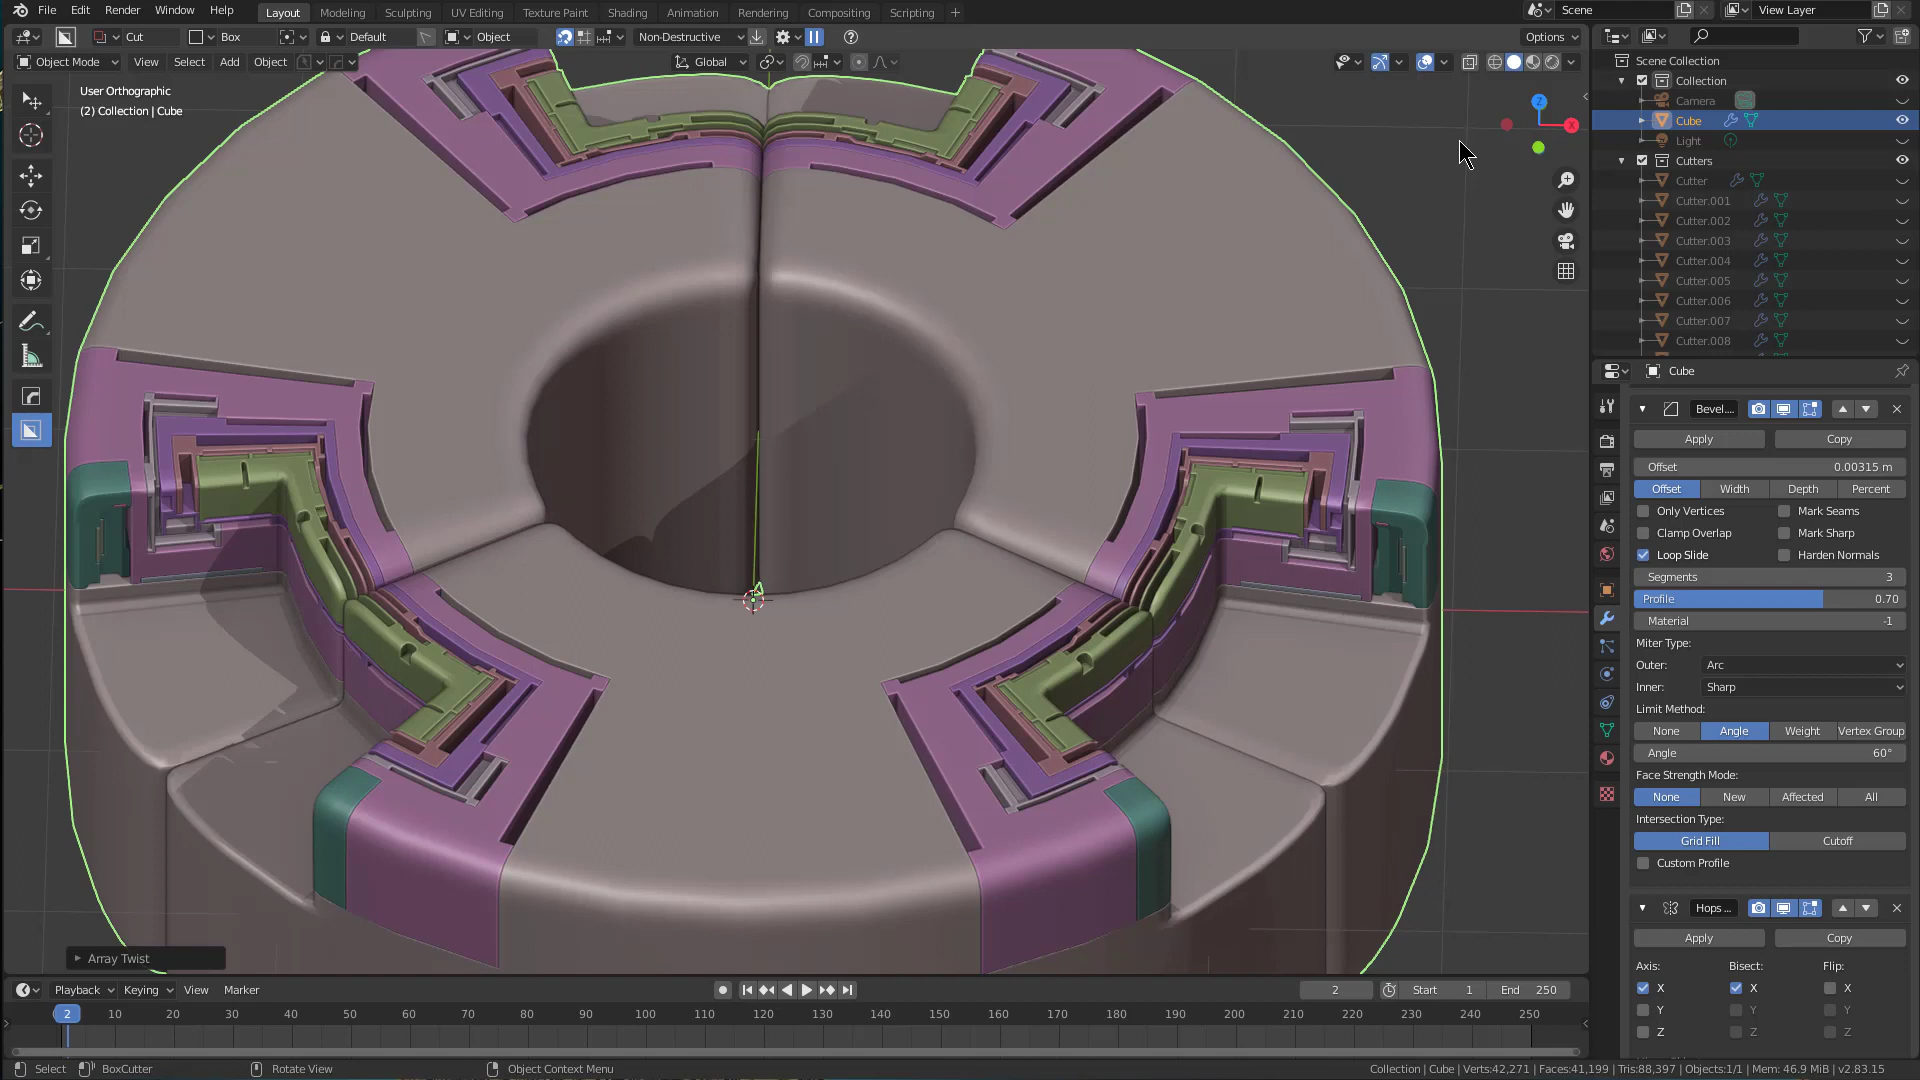 File Edit Render Window Help Layout Modeling Sculpting UV Editing Texture Paint Shading Animation Rendering Compositing Scripting + Scene View Layer
Cut Box Default Object Non-Destructive Options
Object Mode View Select Add Object Global
User Orthographic
(2) Collection | Cube
Z
X
Scene Collection
Collection
Camera
Cube
Light
Cutters
Cutter
Cutter.001
Cutter.002
Cutter.003
Cutter.004
Cutter.005
Cutter.006
Cutter.007
Cutter.008
Cube
Bevel...
Apply Copy
Offset 0.00315 m
Offset Width Depth Percent
Only Vertices Mark Seams
Clamp Overlap Mark Sharp
Loop Slide Harden Normals
Segments 3
Profile 0.70
Material -1
Miter Type:
Outer: Arc
Inner: Sharp
Limit Method:
None Angle Weight Vertex Group
Angle 60°
Face Strength Mode:
None New Affected All
Intersection Type:
Grid Fill Cutoff
Custom Profile
Hops ...
Apply Copy
Axis: Bisect: Flip:
X X X
Y Y Y
Z Z Z
Array Twist
Playback Keying View Marker 2 Start 1 End 250
2 10 20 30 40 50 60 70 80 90 100 110 120 130 140 150 160 170 180 190 200 210 220 230 240 250
Select BoxCutter Rotate View Object Context Menu Collection | Cube | Verts:42,271 | Faces:41,199 | Tris:88,397 | Objects:1/1 | Mem: 46.9 MiB | v2.83.15